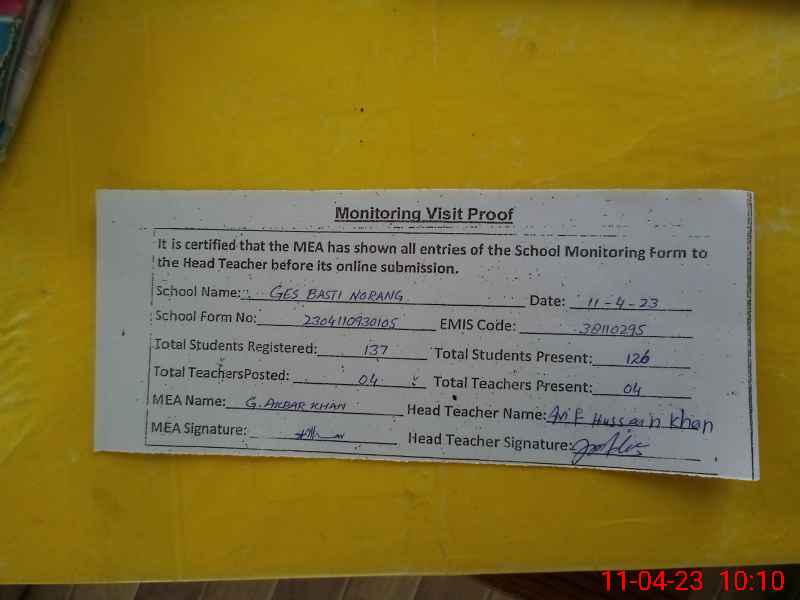 Monitoring Visit Proof
It is certified that the MEA has shown all entries of the School Monitoring Form to
the Head Teacher before its online submission.
School Name: GES BASTI NORANG Date: 11-4-23
School Form No: 2304110930105 EMIS Code: 38110295
Total Students Registered: 137 Total Students Present: 126
Total TeachersPosted: 04 Total Teachers Present: 04
MEA Name: G. AKBAR KHAN Head Teacher Name: Arif Hussain Khan
MEA Signature: Head Teacher Signature:
11-04-23 10:10